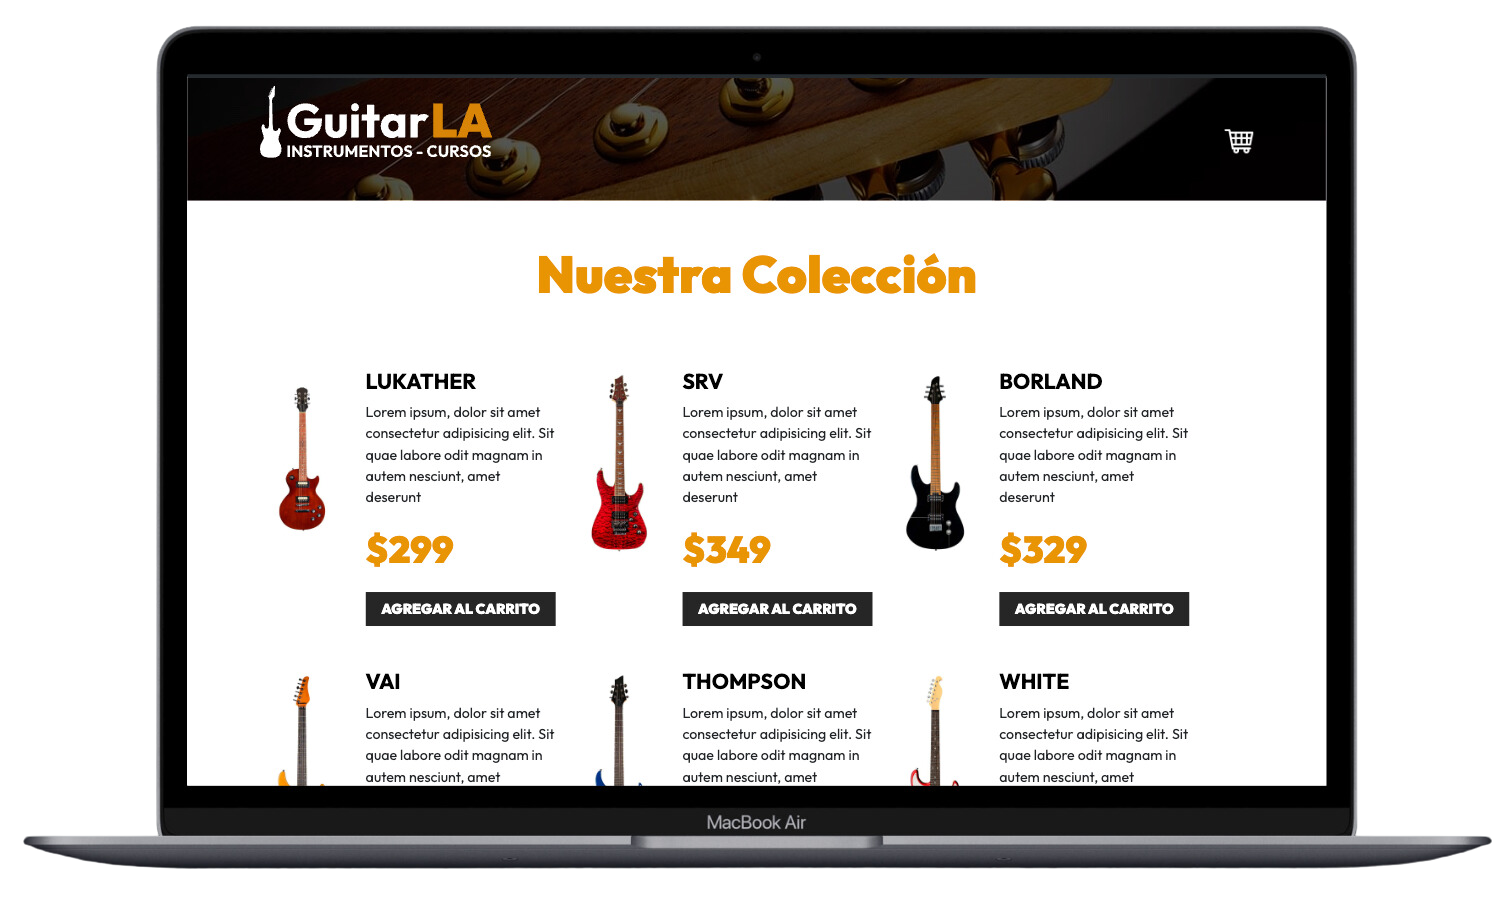 GuitarLA
INSTRUMENTOS - CURSOS
Nuestra Colección
LUKATHER
Lorem ipsum, dolor sit amet
consectetur adipisicing elit. Sit
quae labore odit magnam in
autem nesciunt, amet
deserunt
$299
AGREGAR AL CARRITO
SRV
Lorem ipsum, dolor sit amet
consectetur adipisicing elit. Sit
quae labore odit magnam in
autem nesciunt, amet
deserunt
$349
AGREGAR AL CARRITO
BORLAND
Lorem ipsum, dolor sit amet
consectetur adipisicing elit. Sit
quae labore odit magnam in
autem nesciunt, amet
deserunt
$329
AGREGAR AL CARRITO
VAI
Lorem ipsum, dolor sit amet
consectetur adipisicing elit. Sit
quae labore odit magnam in
autem nesciunt, amet
THOMPSON
Lorem ipsum, dolor sit amet
consectetur adipisicing elit. Sit
quae labore odit magnam in
autem nesciunt, amet
WHITE
Lorem ipsum, dolor sit amet
consectetur adipisicing elit. Sit
quae labore odit magnam in
autem nesciunt, amet
MacBook Air